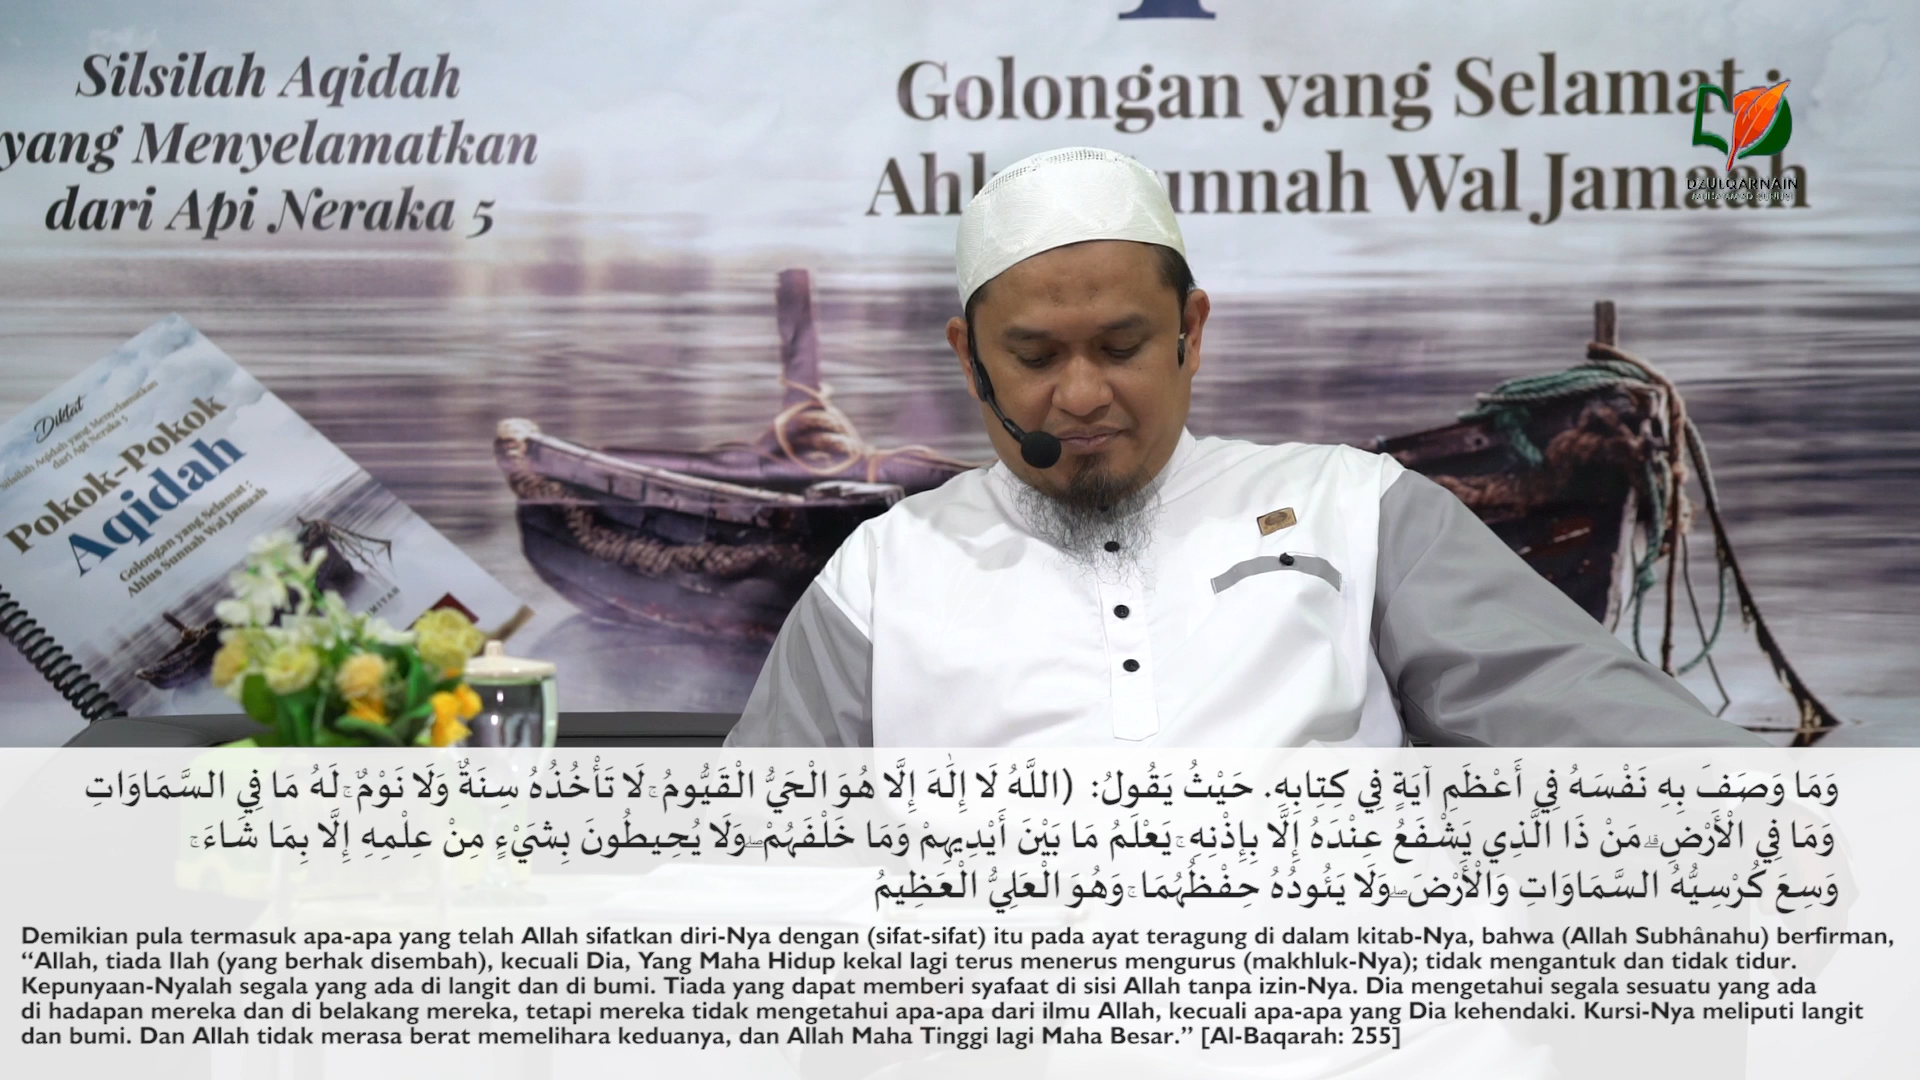 Silsilah Aqidah
yang Menyelamatkan
dari Api Neraka 5
Golongan yang Selamat :
Ahlus Sunnah Wal Jamaah
DZULQARNAIN
Diktat
Silsilah Aqidah yang Menyelamatkan
dari Api Neraka 5
Pokok-Pokok
Aqidah
Golongan yang Selamat :
Ahlus Sunnah Wal Jamaah
وَمَا وَصَفَ بِهِ نَفْسَهُ فِي أَعْظَمِ آيَةٍ فِي كِتِابِهِ. حَيْثُ يَقُولُ: (اللَّهُ لَا إِلَٰهَ إِلَّا هُوَ الْحَيُّ الْقَيُّومُ ۚ لَا تَأْخُذُهُ سِنَةٌ وَلَا نَوْمٌ ۚ لَهُ مَا فِي السَّمَاوَاتِ
وَمَا فِي الْأَرْضِ ۗ مَنْ ذَا الَّذِي يَشْفَعُ عِنْدَهُ إِلَّا بِإِذْنِهِ ۚ يَعْلَمُ مَا بَيْنَ أَيْدِيهِمْ وَمَا خَلْفَهُمْ ۖ وَلَا يُحِيطُونَ بِشَيْءٍ مِنْ عِلْمِهِ إِلَّا بِمَا شَاءَ ۚ
وَسِعَ كُرْسِيُّهُ السَّمَاوَاتِ وَالْأَرْضَ ۖ وَلَا يَئُودُهُ حِفْظُهُمَا ۚ وَهُوَ الْعَلِيُّ الْعَظِيمُ
Demikian pula termasuk apa-apa yang telah Allah sifatkan diri-Nya dengan (sifat-sifat) itu pada ayat teragung di dalam kitab-Nya, bahwa (Allah Subhânahu) berfirman,
“Allah, tiada Ilah (yang berhak disembah), kecuali Dia, Yang Maha Hidup kekal lagi terus menerus mengurus (makhluk-Nya); tidak mengantuk dan tidak tidur.
Kepunyaan-Nyalah segala yang ada di langit dan di bumi. Tiada yang dapat memberi syafaat di sisi Allah tanpa izin-Nya. Dia mengetahui segala sesuatu yang ada
di hadapan mereka dan di belakang mereka, tetapi mereka tidak mengetahui apa-apa dari ilmu Allah, kecuali apa-apa yang Dia kehendaki. Kursi-Nya meliputi langit
dan bumi. Dan Allah tidak merasa berat memelihara keduanya, dan Allah Maha Tinggi lagi Maha Besar.” [Al-Baqarah: 255]